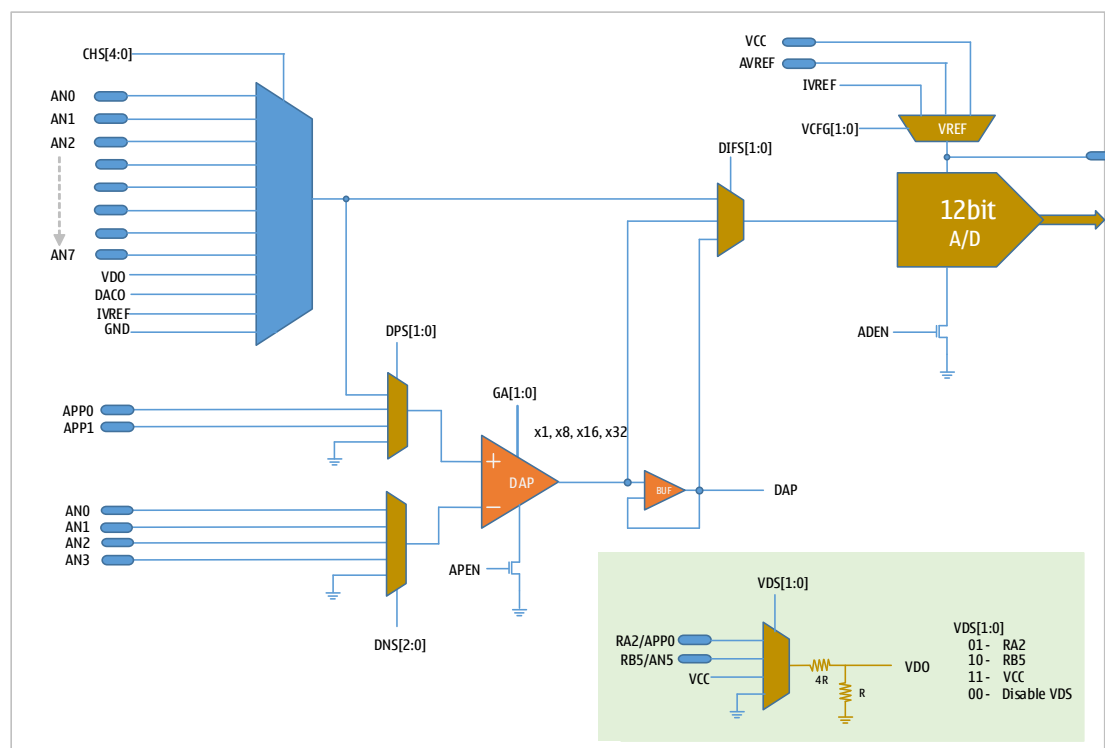 CHS[4:0]
AN0
AN1
AN2
AN7
VDO
DACO
IVREF
GND
VCC
AVREF
IVREF
VCFG[1:0]
VREF
DIFS[1:0]
12bit
A/D
ADEN
DPS[1:0]
APP0
APP1
GA[1:0]
x1, x8, x16, x32
DAP
BUF
DAP
AN0
AN1
AN2
AN3
APEN
DNS[2:0]
VDS[1:0]
RA2/APP0
RB5/AN5
VCC
4R
R
VDO
VDS[1:0]
01- RA2
10- RB5
11- VCC
00- Disable VDS